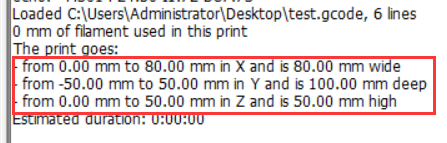 Loaded C:\Users\Administrator\Desktop\test.gcode, 6 lines
0 mm of filament used in this print
The print goes:
- from 0.00 mm to 80.00 mm in X and is 80.00 mm wide
- from -50.00 mm to 50.00 mm in Y and is 100.00 mm deep
- from 0.00 mm to 50.00 mm in Z and is 50.00 mm high
Estimated duration: 0:00:00